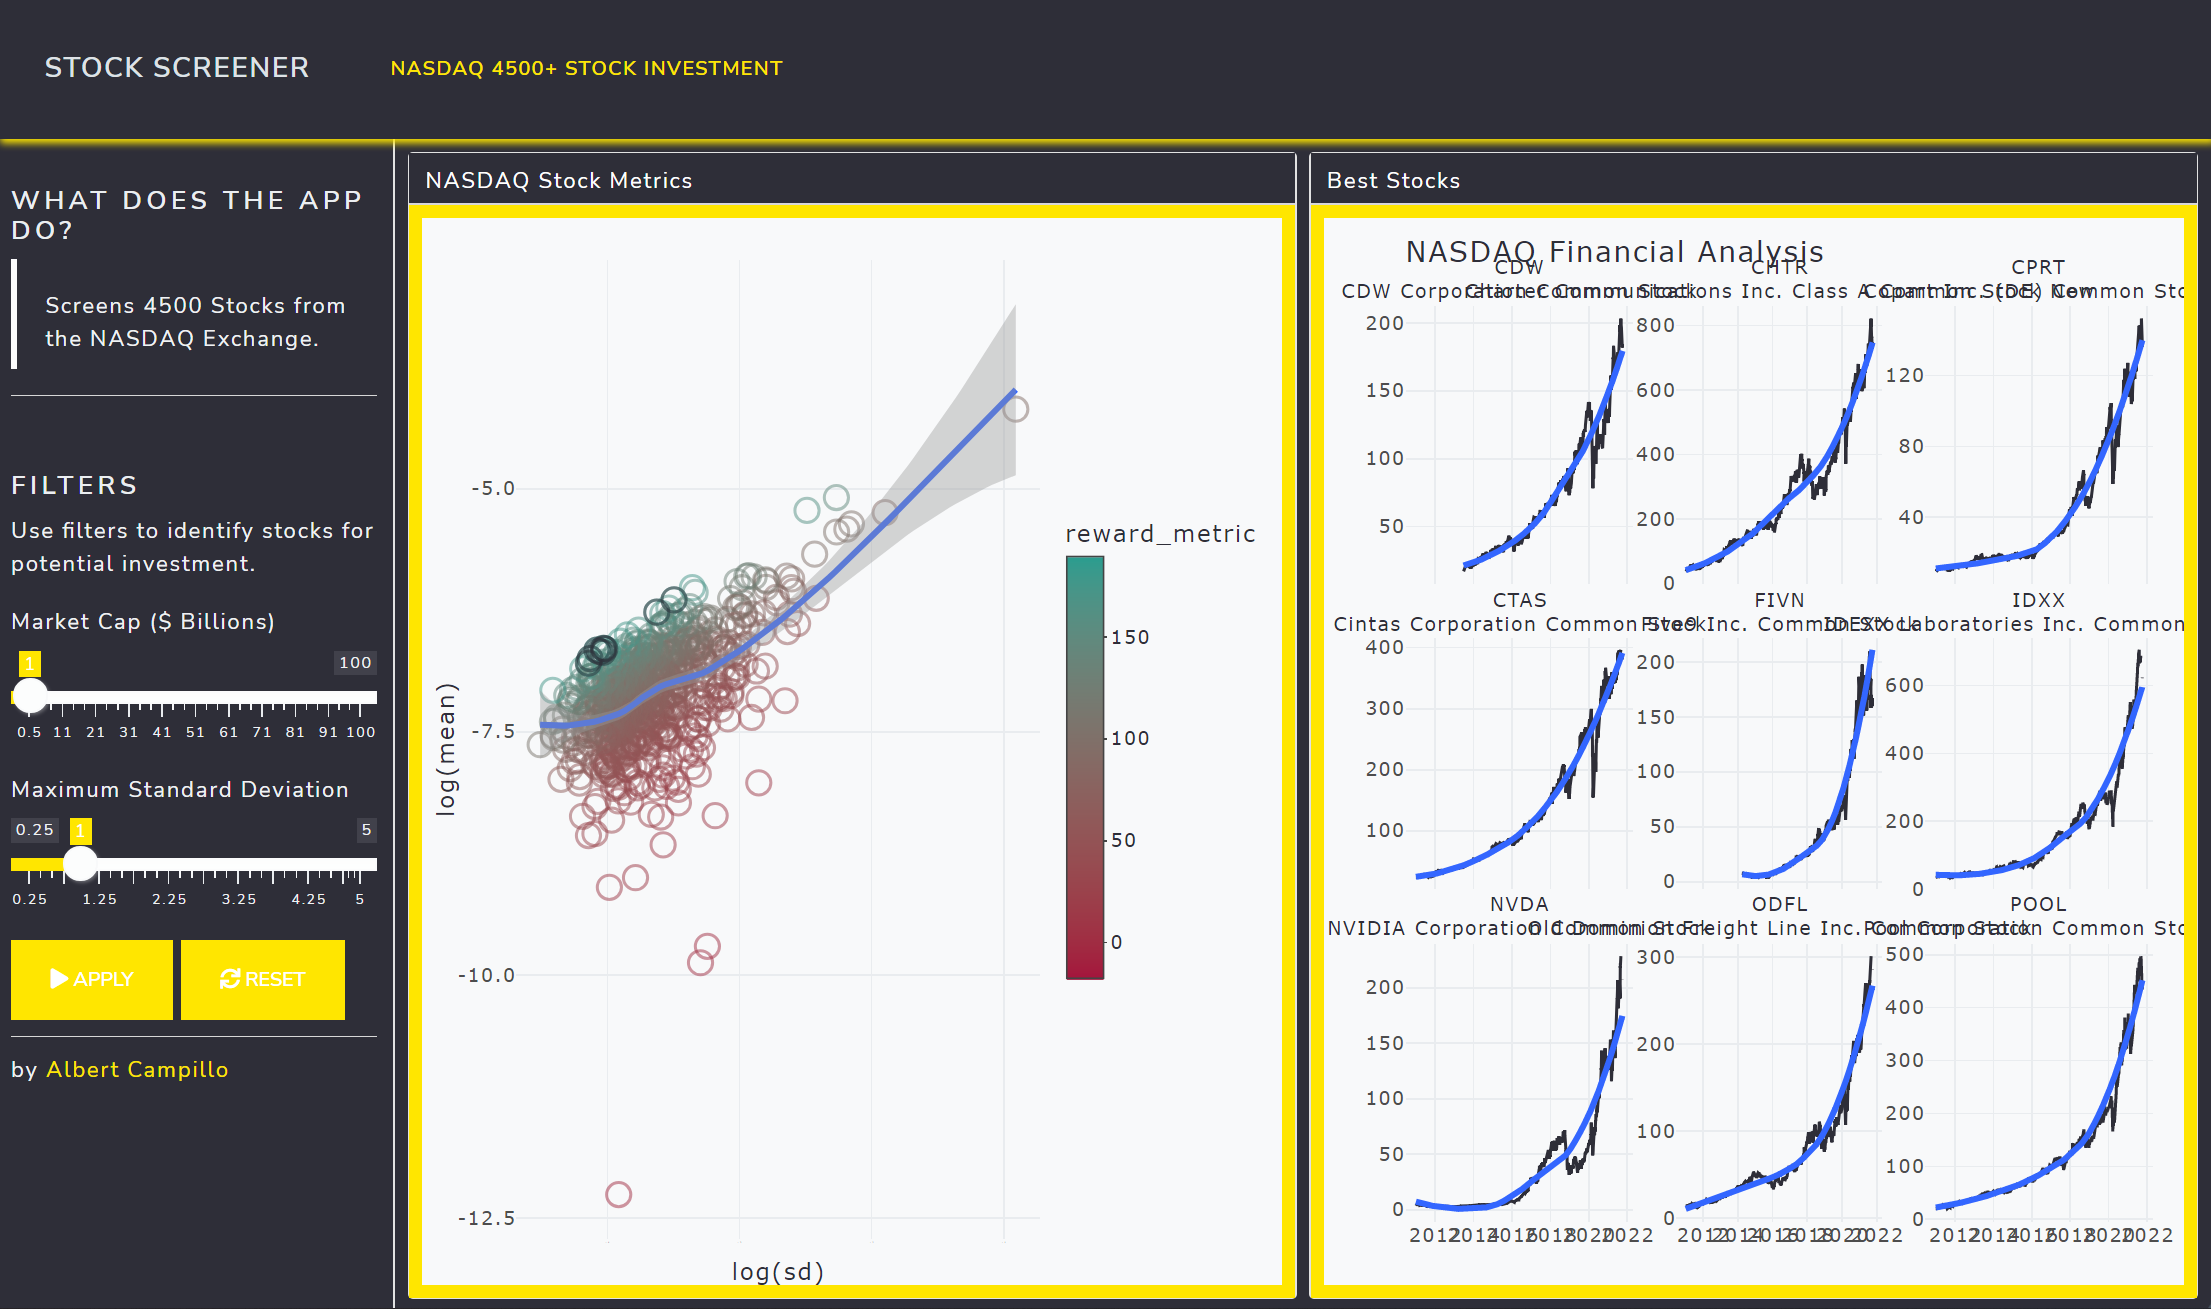 STOCK SCREENER
NASDAQ 4500+ STOCK INVESTMENT
WHAT DOES THE APP
DO?
Screens 4500 Stocks from
the NASDAQ Exchange.
FILTERS
Use filters to identify stocks for
potential investment.
Market Cap ($ Billions)
1
100
0.5 11 21 31 41 51 61 71 81 91 100
Maximum Standard Deviation
0.25
1
5
0.25 1.25 2.25 3.25 4.25 5
APPLY
RESET
by Albert Campillo
NASDAQ Stock Metrics
-5.0
-7.5
-10.0
-12.5
log(mean)
log(sd)
reward_metric
150
100
50
0
Best Stocks
NASDAQ Financial Analysis
CDW
CHTR
CPRT
CDW Corporation Common Stock
Charter Communications Inc. Class A Common Stock
Copart Inc. (DE) New Common Sto
200
150
100
50
800
600
400
200
0
120
80
40
CTAS
FIVN
IDXX
Cintas Corporation Common Stock
Five9 Inc. Common Stock
IDEXX Laboratories Inc. Common
400
300
200
100
200
150
100
50
0
600
400
200
0
NVDA
ODFL
POOL
NVIDIA Corporation Common Stock
Old Dominion Freight Line Inc. Common Stock
Pool Corporation Common Sto
200
150
100
50
0
300
200
100
0
500
400
300
200
100
0
2012 2014 2016 2018 2020 2022
2012 2014 2016 2018 2020 2022
2012 2014 2016 2018 2020 2022